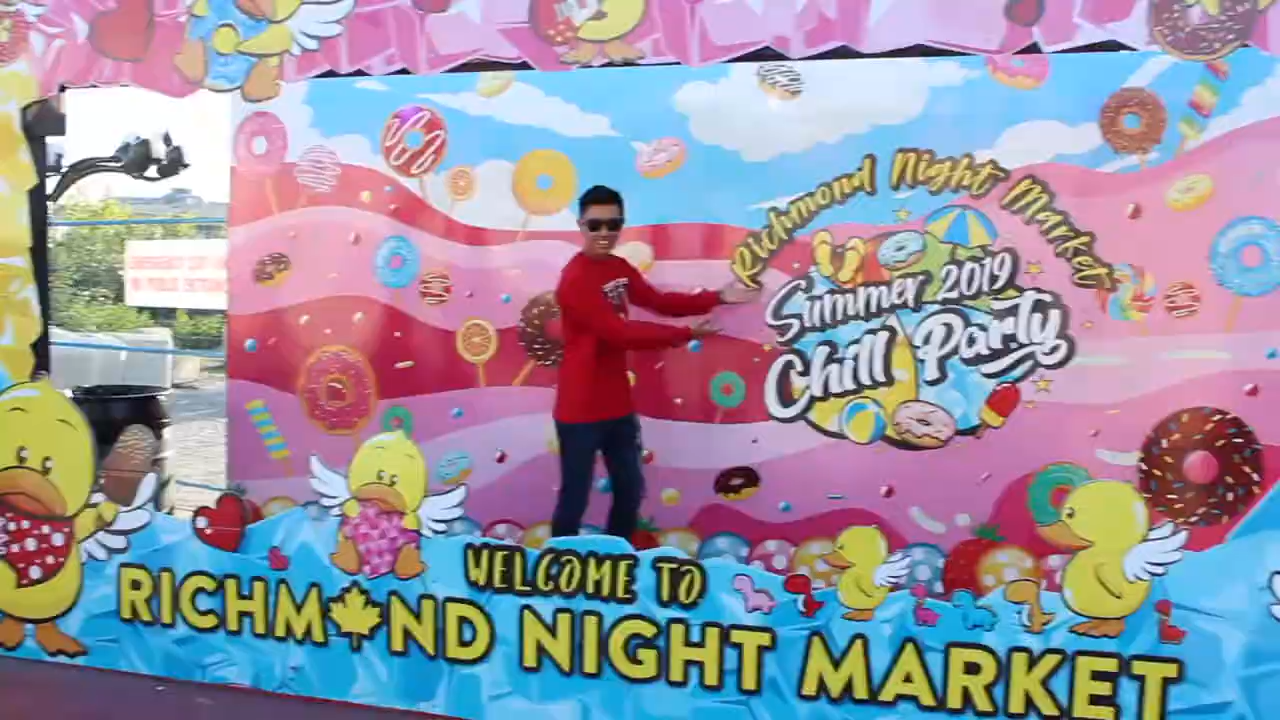 Richmond Night Market
Summer 2019
Chill Party
WELCOME TO
RICHMOND NIGHT MARKET